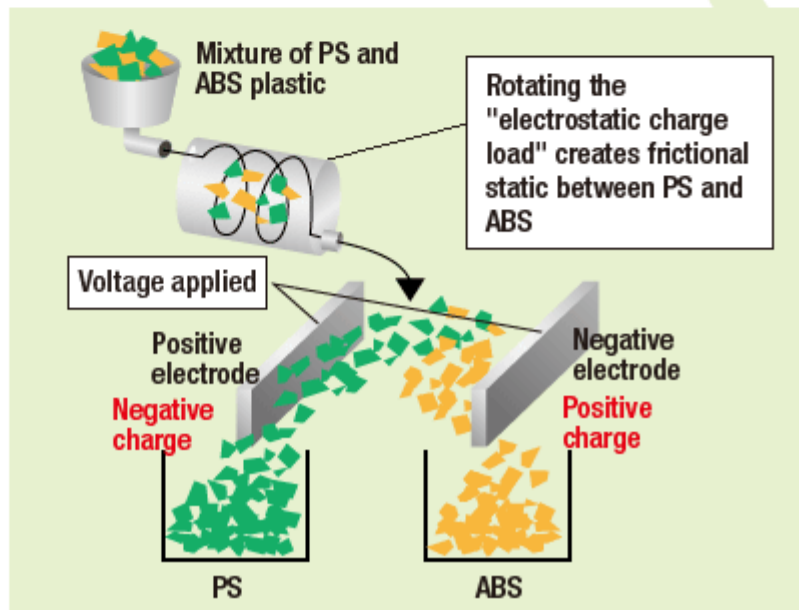 Mixture of PS and
ABS plastic
Rotating the
"electrostatic charge
load" creates frictional
static between PS and
ABS
Voltage applied
Positive
electrode
Negative
charge
Negative
electrode
Positive
charge
PS
ABS